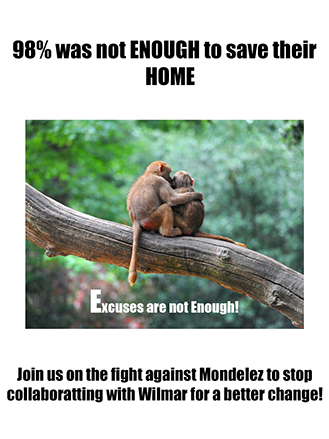 98% was not ENOUGH to save their
HOME
Excuses are not Enough!
Join us on the fight against Mondelez to stop
collaboratting with Wilmar for a better change!